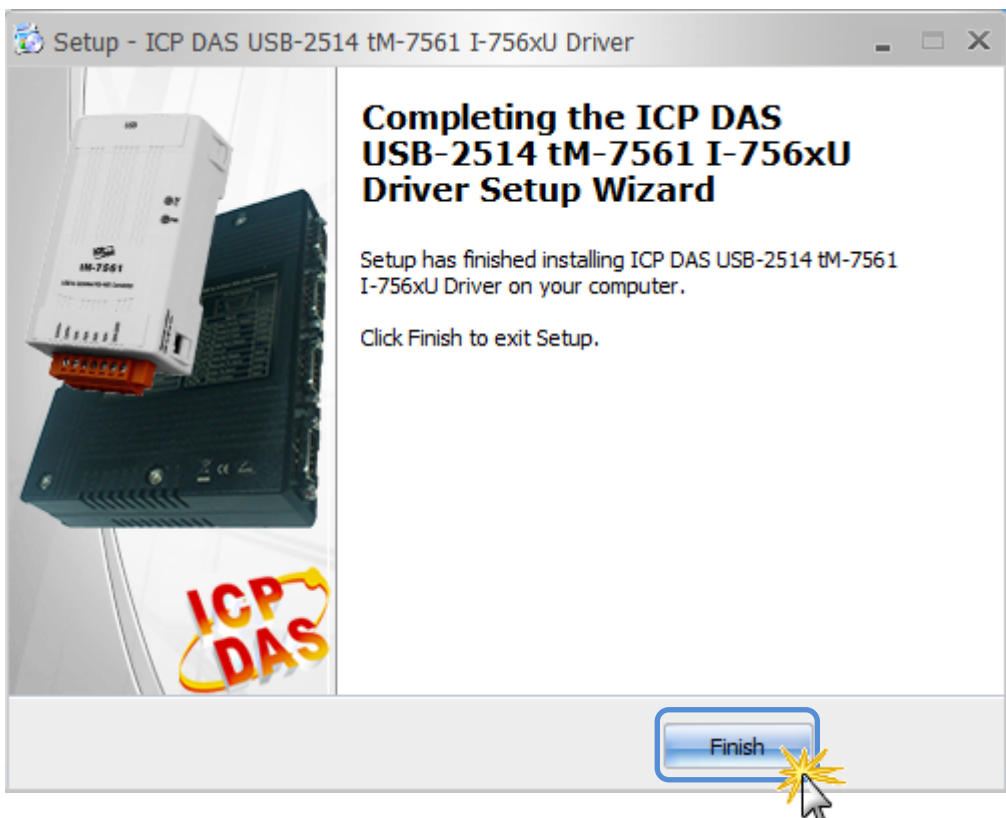 Setup - ICP DAS USB-2514 tM-7561 I-756xU Driver
Completing the ICP DAS
USB-2514 tM-7561 I-756xU
Driver Setup Wizard
Setup has finished installing ICP DAS USB-2514 tM-7561
I-756xU Driver on your computer.
Click Finish to exit Setup.
USB
tM-7561
ICP
DAS
Finish